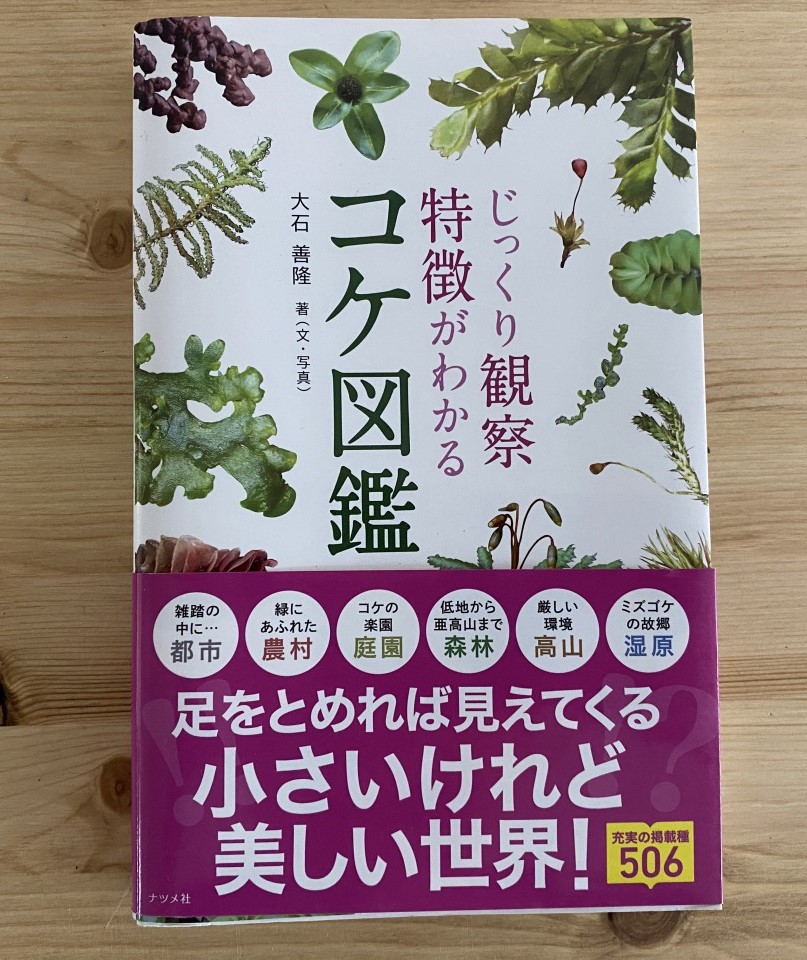 じっくり観察
特徴がわかる
コケ図鑑
大石 善隆 著(文・写真)
雑踏の
中に…
都市
緑に
あふれた
農村
コケの
楽園
庭園
低地から
亜高山まで
森林
厳しい
環境
高山
ミズゴケ
の故郷
湿原
!!
!?
足をとめれば見えてくる
小さいけれど
美しい世界!
充実の掲載種
506
ナツメ社